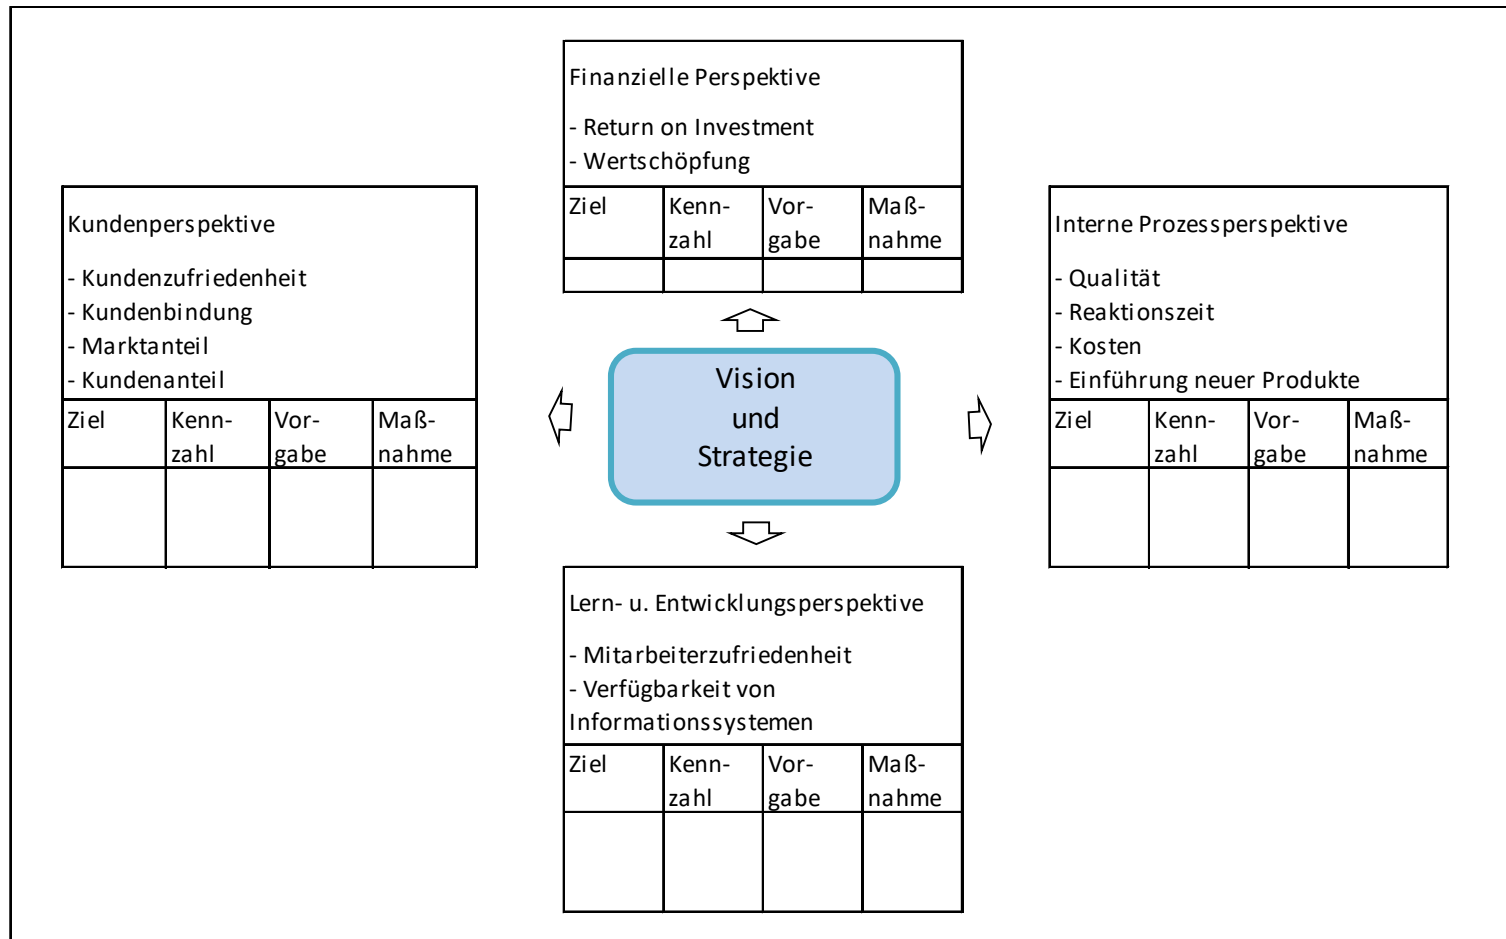 Finanzielle Perspektive
- Return on Investment
- Wertschöpfung
Ziel Kenn- Vor- Maß-
zahl gabe nahme
Kundenperspektive
- Kundenzufriedenheit
- Kundenbindung
- Marktanteil
- Kundenanteil
Ziel Kenn- Vor- Maß-
zahl gabe nahme
Vision
und
Strategie
Interne Prozessperspektive
- Qualität
- Reaktionszeit
- Kosten
- Einführung neuer Produkte
Ziel Kenn- Vor- Maß-
zahl gabe nahme
Lern- u. Entwicklungsperspektive
- Mitarbeiterzufriedenheit
- Verfügbarkeit von
Informationssystemen
Ziel Kenn- Vor- Maß-
zahl gabe nahme